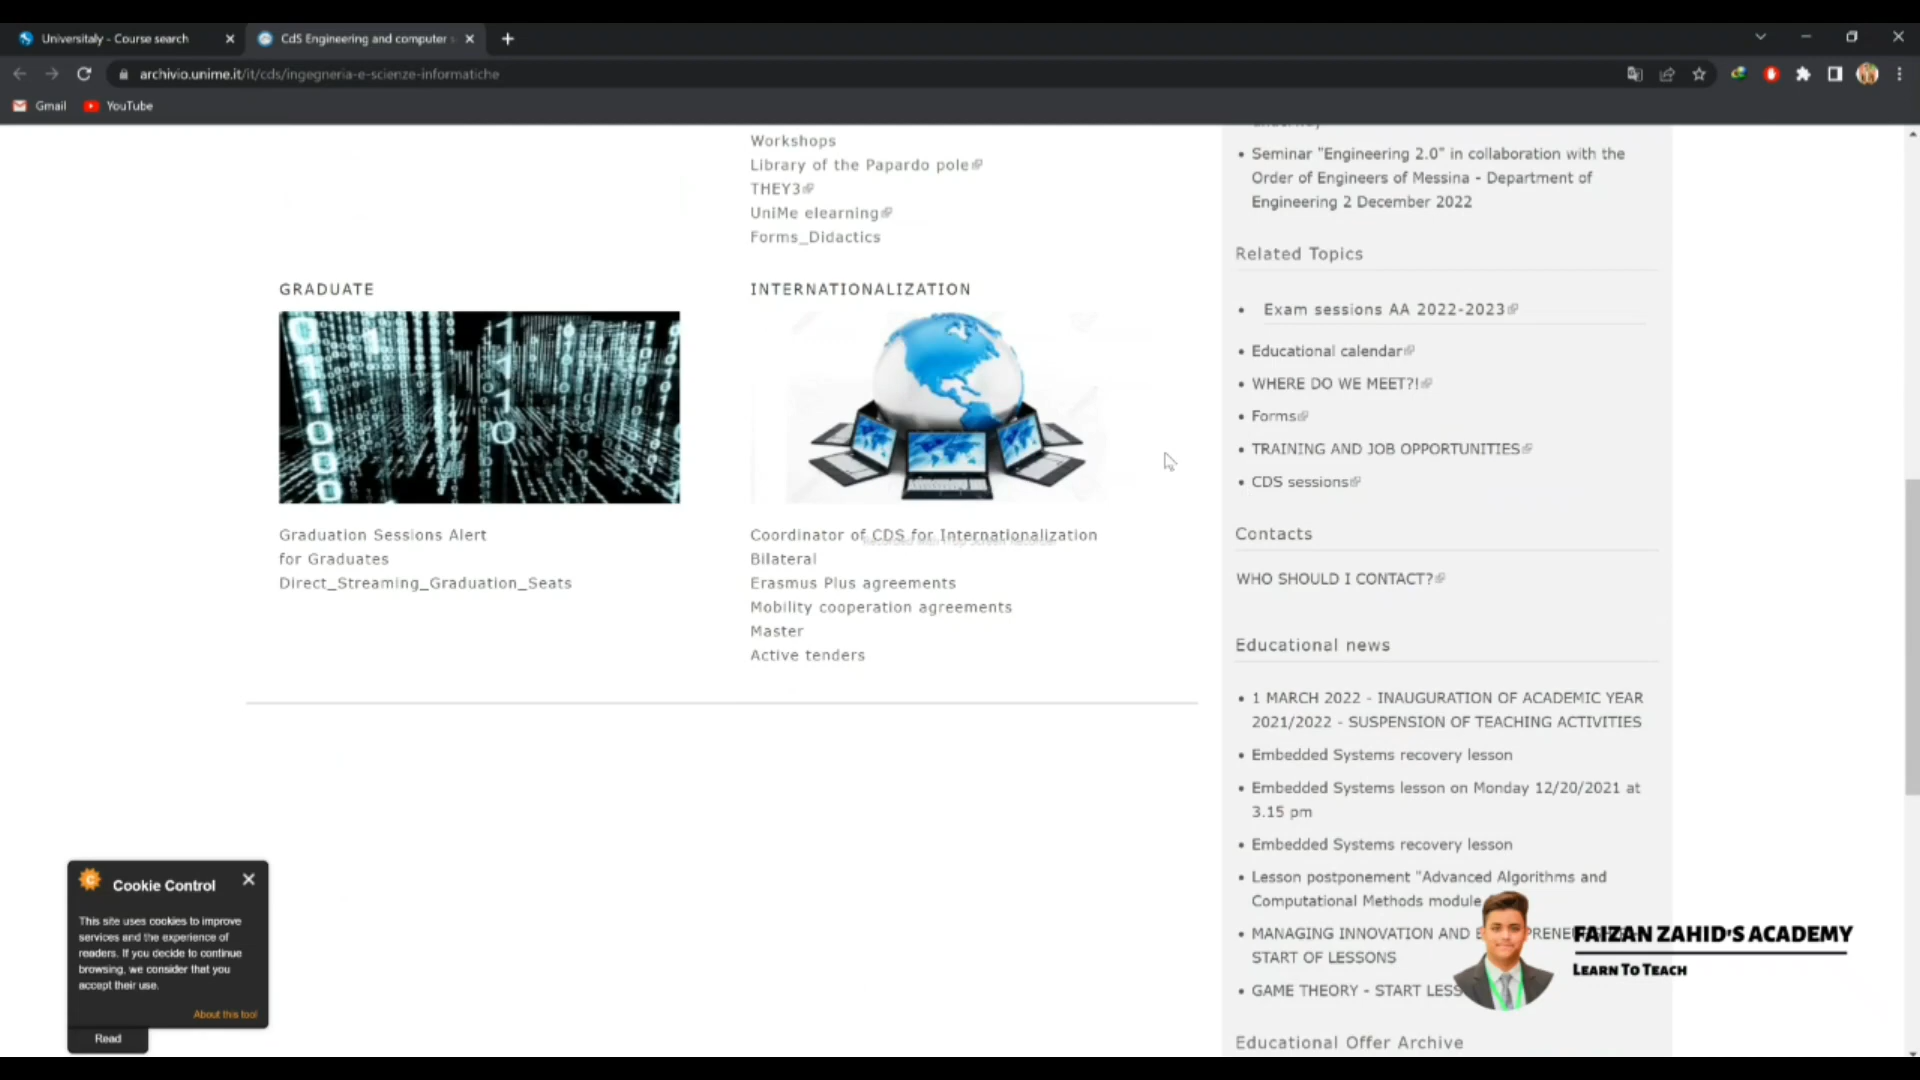 Universitaly - Course search
CdS Engineering and computer
archivio.unime.it/it/cds/ingegneria-e-scienze-informatiche
Gmail
YouTube
Workshops
Library of the Papardo pole
THEY3
UniMe elearning
Forms_Didactics
GRADUATE
Graduation Sessions Alert
for Graduates
Direct_Streaming_Graduation_Seats
INTERNATIONALIZATION
Coordinator of CDS for Internationalization
Bilateral
Erasmus Plus agreements
Mobility cooperation agreements
Master
Active tenders
• Seminar "Engineering 2.0" in collaboration with the
Order of Engineers of Messina - Department of
Engineering 2 December 2022
Related Topics
• Exam sessions AA 2022-2023
• Educational calendar
• WHERE DO WE MEET?!
• Forms
• TRAINING AND JOB OPPORTUNITIES
• CDS sessions
Contacts
WHO SHOULD I CONTACT?
Educational news
• 1 MARCH 2022 - INAUGURATION OF ACADEMIC YEAR
2021/2022 - SUSPENSION OF TEACHING ACTIVITIES
• Embedded Systems recovery lesson
• Embedded Systems lesson on Monday 12/20/2021 at
3.15 pm
• Embedded Systems recovery lesson
• Lesson postponement "Advanced Algorithms and
Computational Methods module
• MANAGING INNOVATION AND
START OF LESSONS
• GAME THEORY - START
Educational Offer Archive
Cookie Control
This site uses cookies to improve
services and the experience of
readers. If you decide to continue
browsing, we consider that you
accept their use.
About this tool
Read
FAIZAN ZAHID'S ACADEMY
LEARN TO TEACH